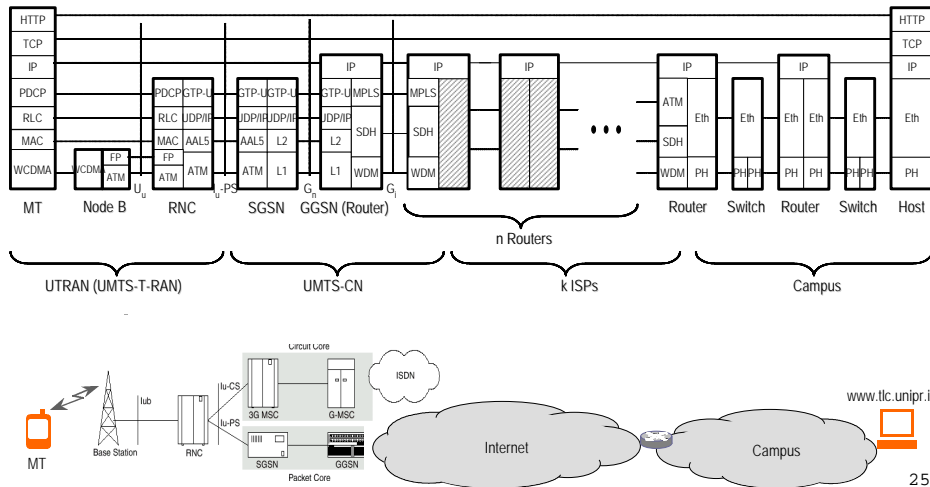 HTTP HTTP
TCP TCP
IP IP IP IP IP IP IP
PDCP PDCP GTP-U GTP-U GTP-U GTP-U MPLS MPLS
RLC RLC UDP/IP UDP/IP UDP/IP UDP/IP SDH SDH ATM Eth Eth Eth Eth Eth Eth
MAC MAC AAL5 AAL5 L2 L2 SDH
WCDMA WCDMA FP ATM FP ATM ATM ATM L1 L1 WDM WDM WDM PH PH PH PH PH PH PH PH
Uu Iu-PS Gn Gi
MT Node B RNC SGSN GGSN (Router) Router Switch Router Switch Host
n Routers
UTRAN (UMTS-T-RAN) UMTS-CN k ISPs Campus
Circuit Core
ISDN
Iu-CS
3G MSC G-MSC
Iub
Iu-PS
www.tlc.unipr.i
MT Base Station RNC SGSN GGSN Internet Campus
Packet Core
25